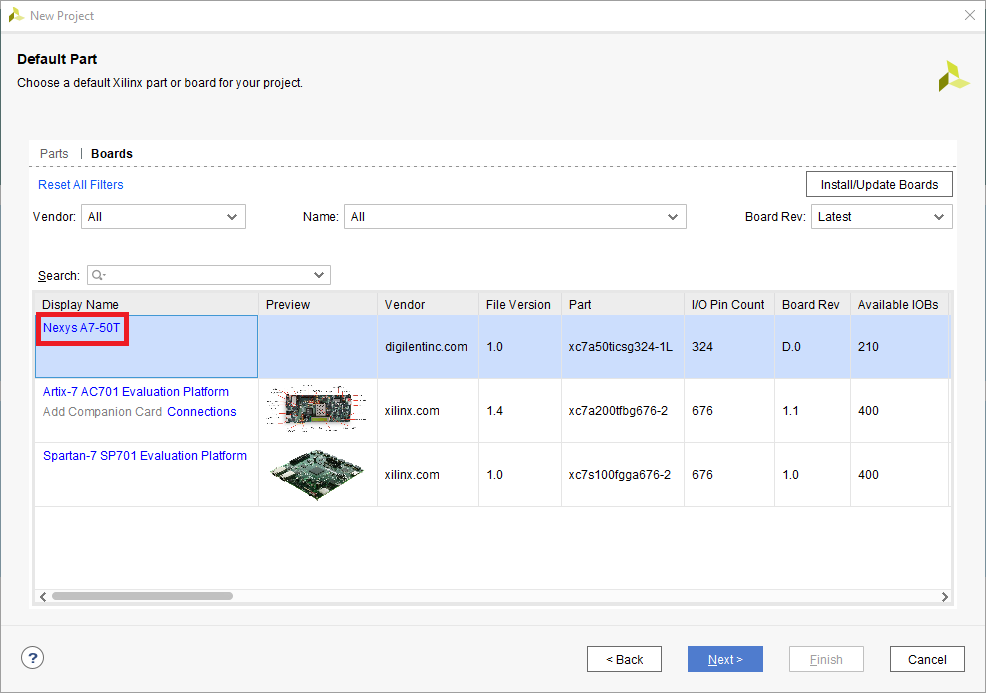 New Project
Default Part
Choose a default Xilinx part or board for your project.
Parts | Boards
Reset All Filters
Install/Update Boards
Vendor: All Name: All Board Rev: Latest
Search:
Display Name Preview Vendor File Version Part I/O Pin Count Board Rev Available IOBs
Nexys A7-50T
digilentinc.com 1.0 xc7a50ticsg324-1L 324 D.0 210
Artix-7 AC701 Evaluation Platform
Add Companion Card Connections
xilinx.com 1.4 xc7a200tfbg676-2 676 1.1 400
Spartan-7 SP701 Evaluation Platform
xilinx.com 1.0 xc7s100fgga676-2 676 1.0 400
?
< Back Next > Finish Cancel